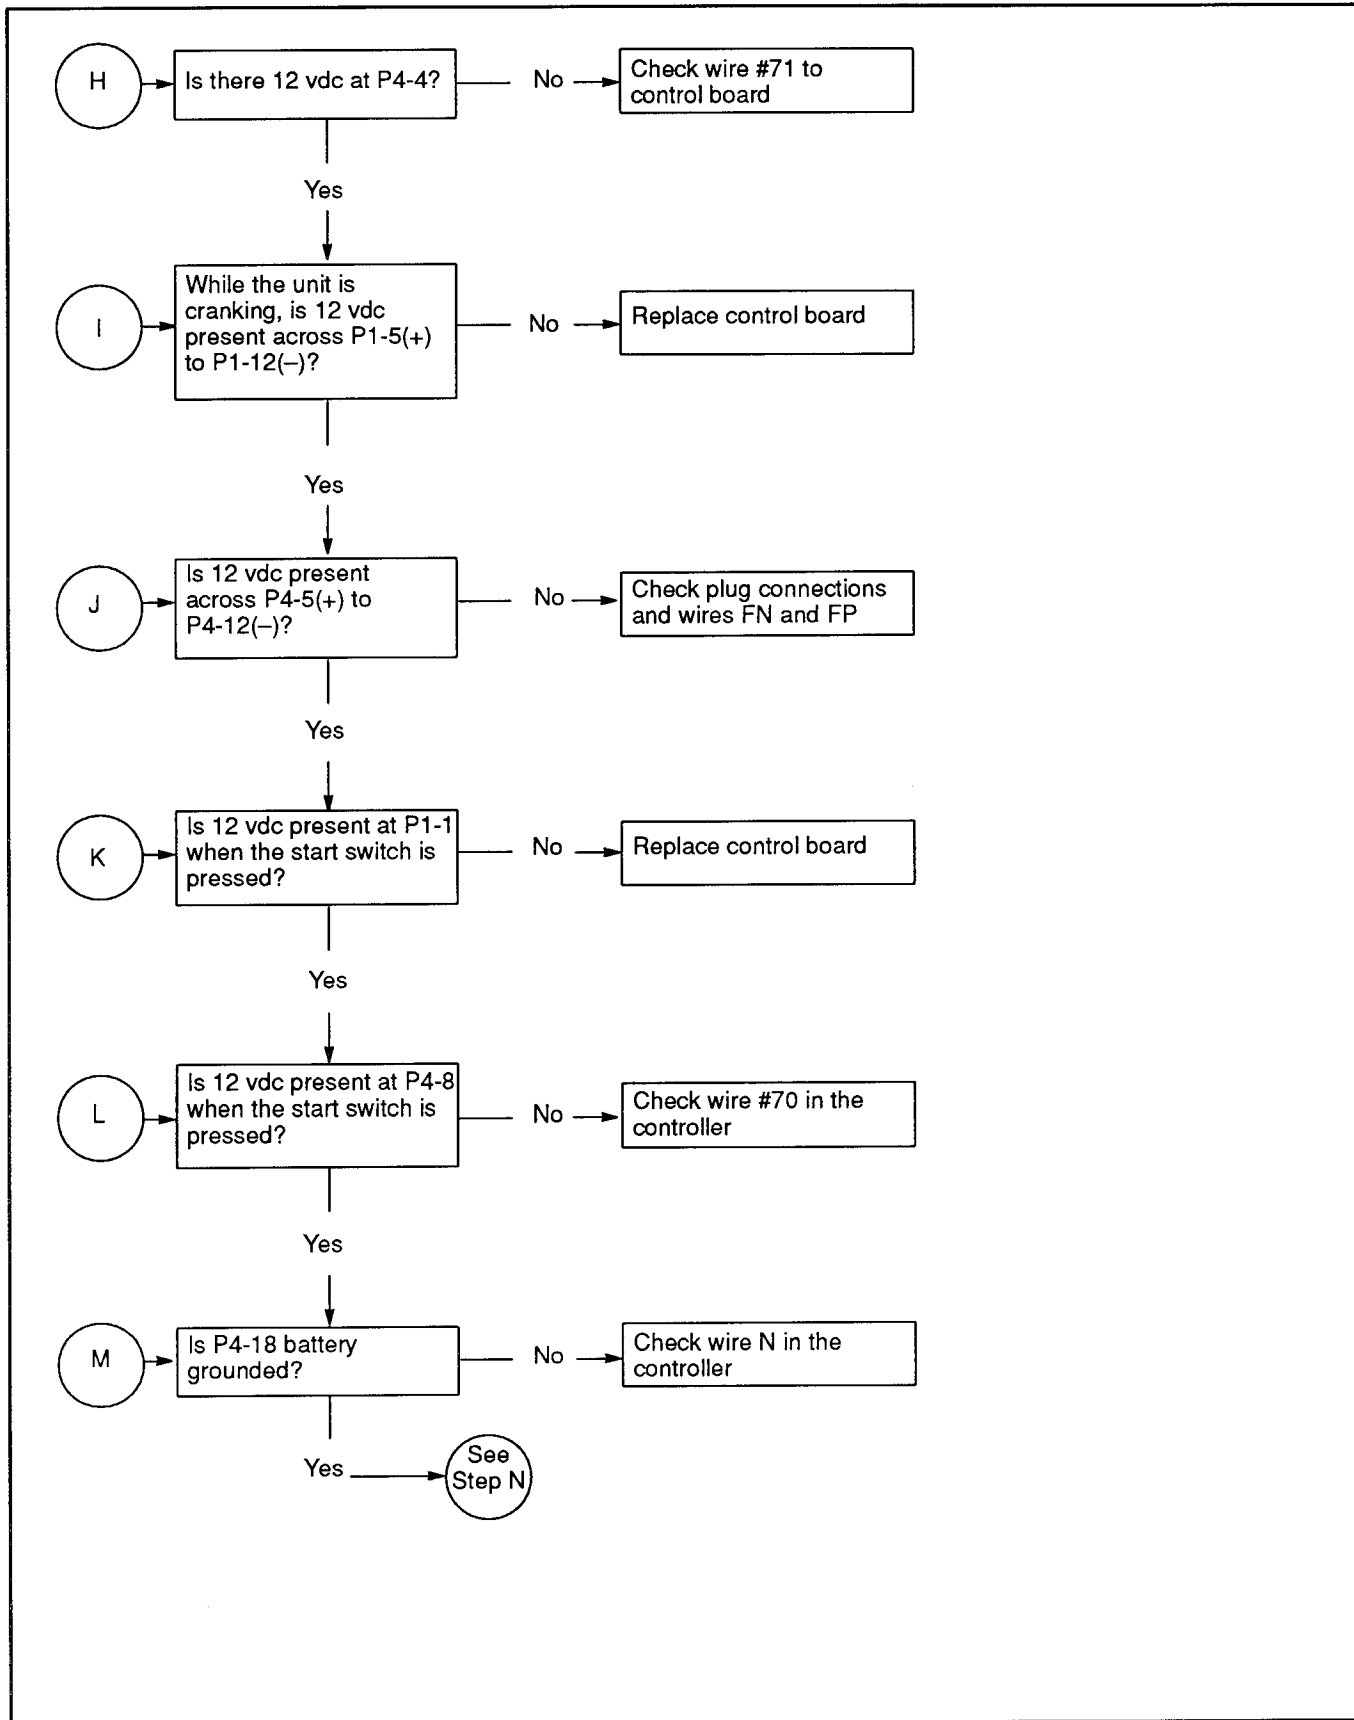 H
Is there 12 vdc at P4-4?
No
Check wire #71 to
control board
Yes
I
While the unit is
cranking, is 12 vdc
present across P1-5(+)
to P1-12(–)?
No
Replace control board
Yes
J
Is 12 vdc present
across P4-5(+) to
P4-12(–)?
No
Check plug connections
and wires FN and FP
Yes
K
Is 12 vdc present at P1-1
when the start switch is
pressed?
No
Replace control board
Yes
L
Is 12 vdc present at P4-8
when the start switch is
pressed?
No
Check wire #70 in the
controller
Yes
M
Is P4-18 battery
grounded?
No
Check wire N in the
controller
Yes
See
Step N